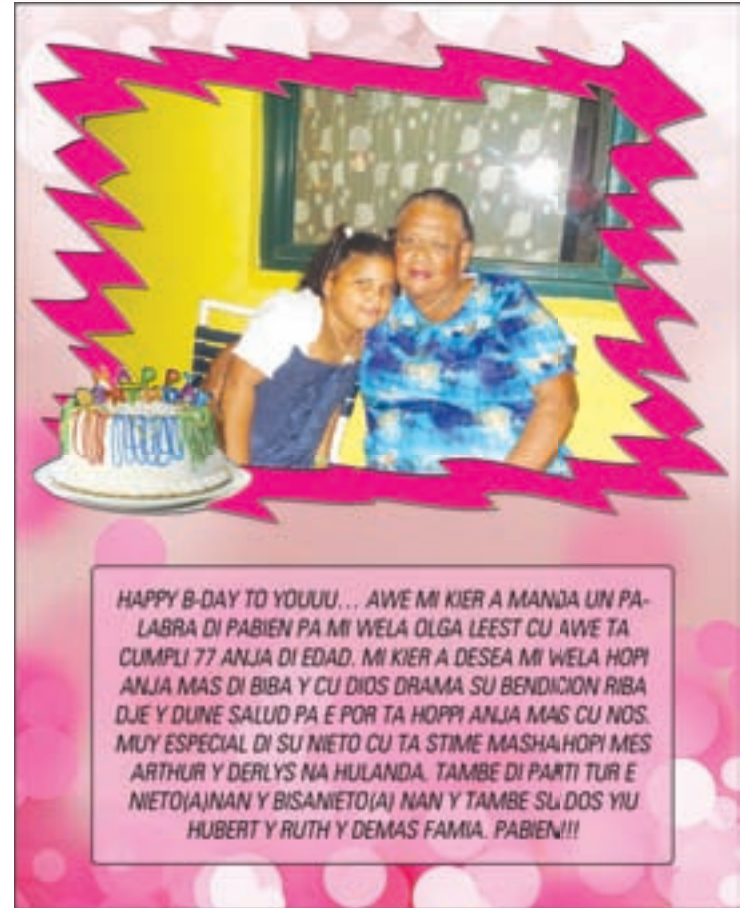 HAPPY
HAPPY B-DAY TO YOUUU... AWE MI KIER A MANDA UN PA-
LABRA DI PABIEN PA MI WELA OLGA LEEST CU AWE TA
CUMPLI 77 ANJA DI EDAD. MI KIER A DESEA MI WELA HOPI
ANJA MAS DI BIBA Y CU DIOS DRAMA SU BENDICION RIBA
DJE Y DUNE SALUD PA E POR TA HOPPI ANJA MAS CU NOS.
MUY ESPECIAL DI SU NIETO CU TA STIME MASHA HOPI MES
ARTHUR Y DERLYS NA HULANDA. TAMBE DI PARTI TUR E
NIETO(A)NAN Y BISANIETO(A) NAN Y TAMBE SU DOS YIU
HUBERT Y RUTH Y DEMAS FAMIA. PABIEN!!!